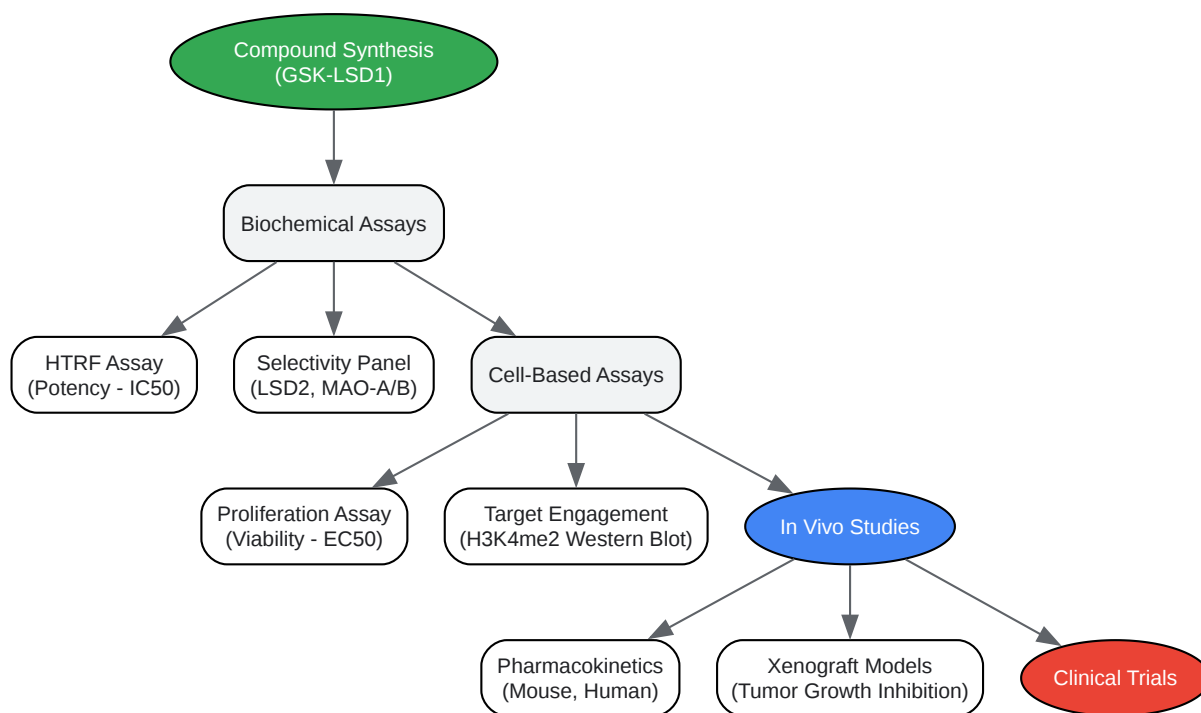 Compound Synthesis
(GSK-LSD1)
Biochemical Assays
HTRF Assay
(Potency - IC50)
Selectivity Panel
(LSD2, MAO-A/B)
Cell-Based Assays
Proliferation Assay
(Viability - EC50)
Target Engagement
(H3K4me2 Western Blot)
In Vivo Studies
Pharmacokinetics
(Mouse, Human)
Xenograft Models
(Tumor Growth Inhibition)
Clinical Trials